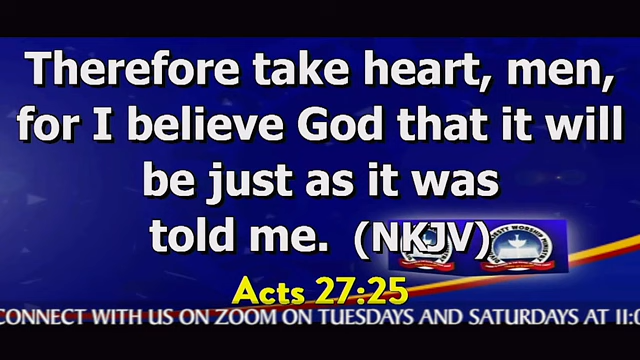 Therefore take heart, men,
for I believe God that it will
be just as it was
told me. (NKJV)
Acts 27:25
CONNECT WITH US ON ZOOM ON TUESDAYS AND SATURDAYS AT 11:0